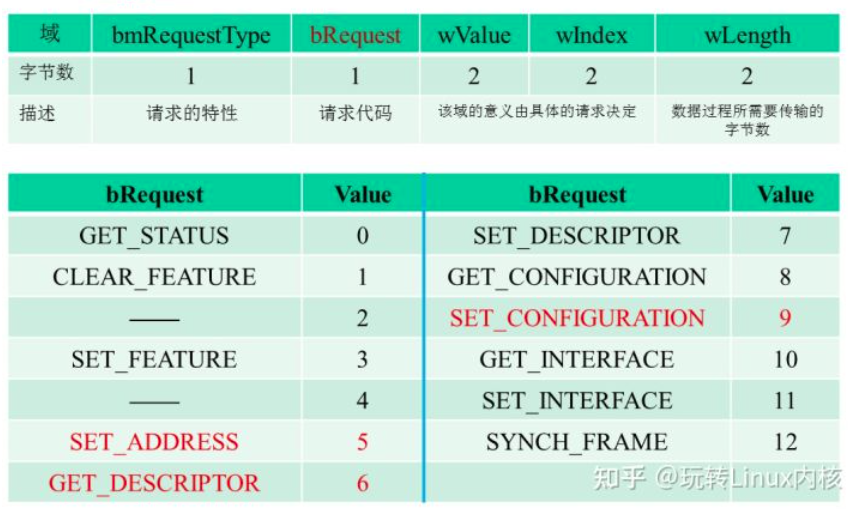 域 bmRequestType bRequest wValue wIndex wLength
字节数 1 1 2 2 2
描述 请求的特性 请求代码 该域的意义由具体的请求决定 数据过程所需要传输的
字节数
bRequest Value bRequest Value
GET_STATUS 0 SET_DESCRIPTOR 7
CLEAR_FEATURE 1 GET_CONFIGURATION 8
—— 2 SET_CONFIGURATION 9
SET_FEATURE 3 GET_INTERFACE 10
—— 4 SET_INTERFACE 11
SET_ADDRESS 5 SYNCH_FRAME 12
GET_DESCRIPTOR 6
知乎 @玩转Linux内核